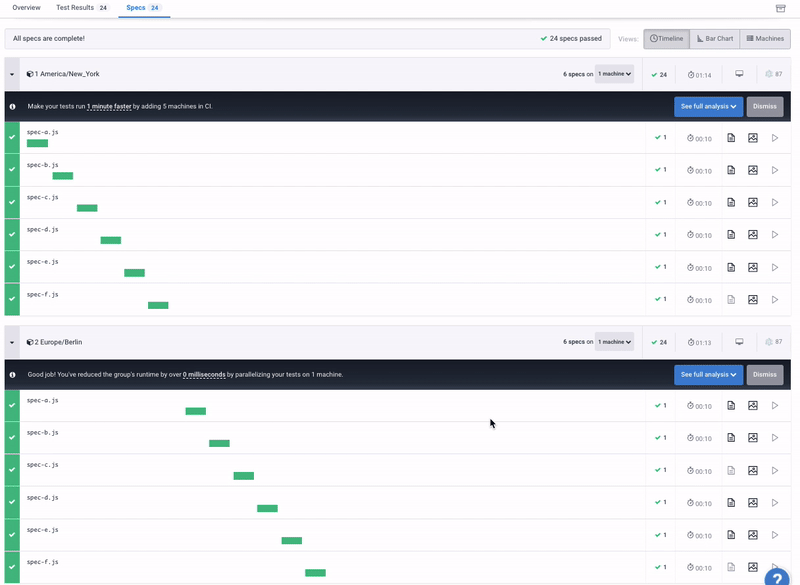 Overview Test Results 24 Specs 24
All specs are complete! 24 specs passed Views: Timeline Bar Chart Machines
1 America/New_York 6 specs on 1 machine 24 01:14 87
Make your tests run 1 minute faster by adding 5 machines in CI. See full analysis Dismiss
spec-a.js 1 00:10
spec-b.js 1 00:10
spec-c.js 1 00:10
spec-d.js 1 00:10
spec-e.js 1 00:10
spec-f.js 1 00:10
2 Europe/Berlin 6 specs on 1 machine 24 01:13 87
Good job! You've reduced the group's runtime by over 0 milliseconds by parallelizing your tests on 1 machine. See full analysis Dismiss
spec-a.js 1 00:10
spec-b.js 1 00:10
spec-c.js 1 00:10
spec-d.js 1 00:10
spec-e.js 1 00:10
spec-f.js 1 00:10
?